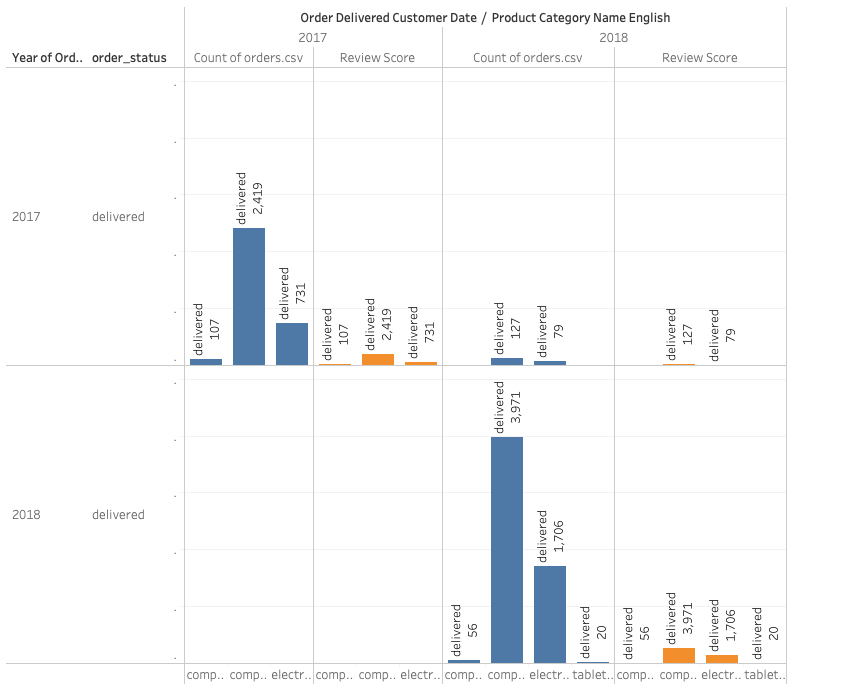 Order Delivered Customer Date / Product Category Name English
2017
2018
Year of Ord..
order_status
Count of orders.csv
Review Score
Count of orders.csv
Review Score
2017
delivered
delivered
107
delivered
2,419
delivered
731
delivered
107
delivered
2,419
delivered
731
delivered
127
delivered
79
delivered
127
delivered
79
2018
delivered
delivered
56
delivered
3,971
delivered
1,706
delivered
20
delivered
56
delivered
3,971
delivered
1,706
delivered
20
comp.. comp.. electr.. comp.. comp.. electr.. comp.. comp.. electr.. tablet.. comp.. comp.. electr.. tablet..